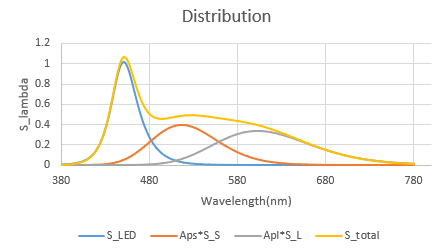 Distribution
1.2
1
0.8
0.6
0.4
0.2
0
S_lambda
380 480 580 680 780
Wavelength(nm)
S_LED Aps*S_S Apl*S_L S_total